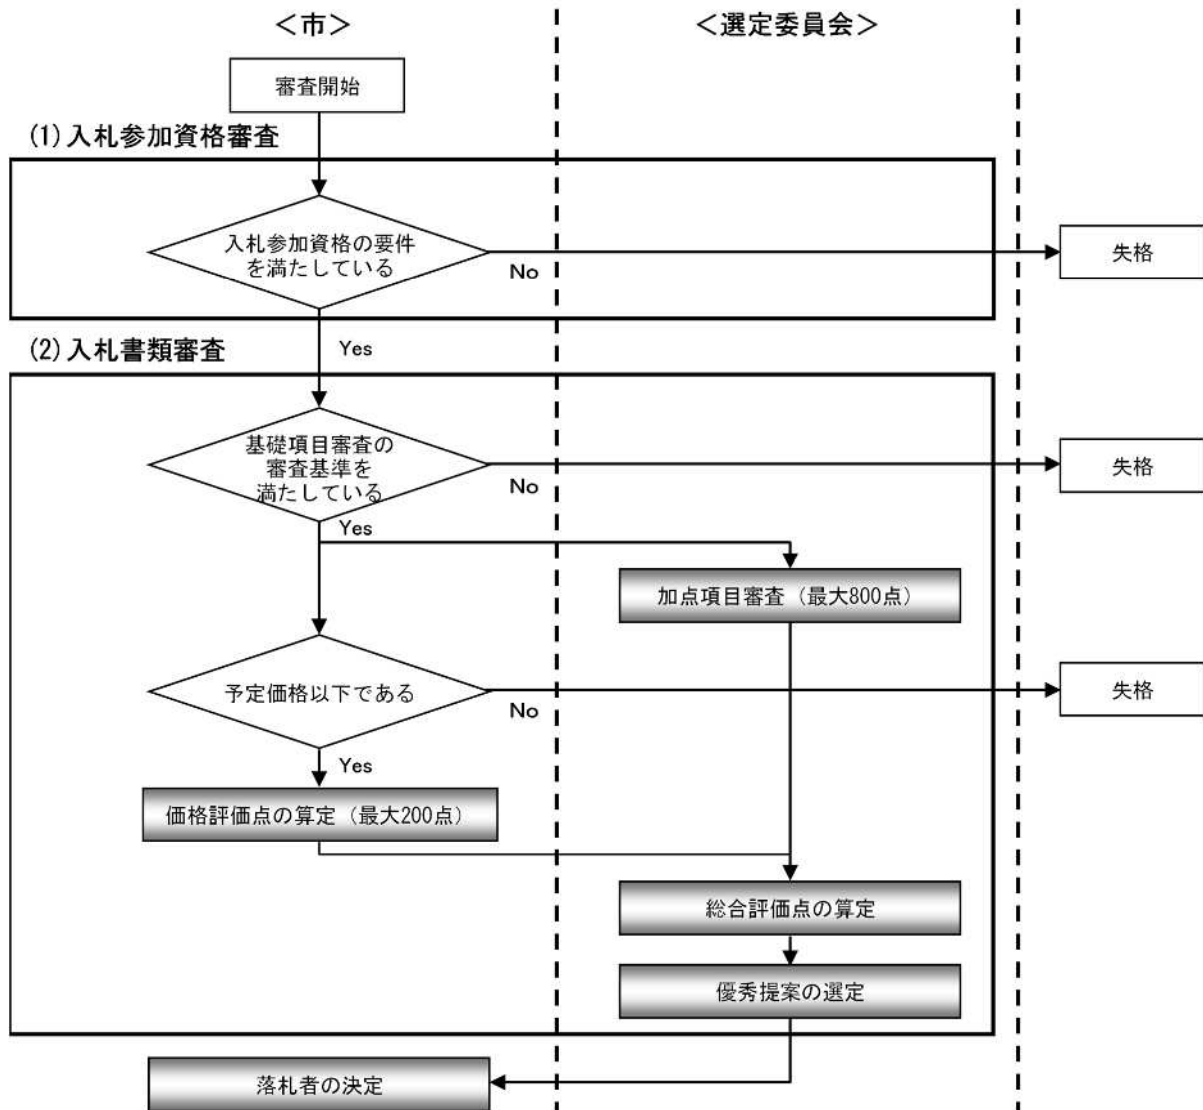 ＜市＞
＜選定委員会＞
審査開始
(1)入札参加資格審査
入札参加資格の要件
を満たしている
No
失格
Yes
(2)入札書類審査
基礎項目審査の
審査基準を
満たしている
No
失格
Yes
加点項目審査（最大800点）
予定価格以下である
No
失格
Yes
価格評価点の算定（最大200点）
総合評価点の算定
優秀提案の選定
落札者の決定